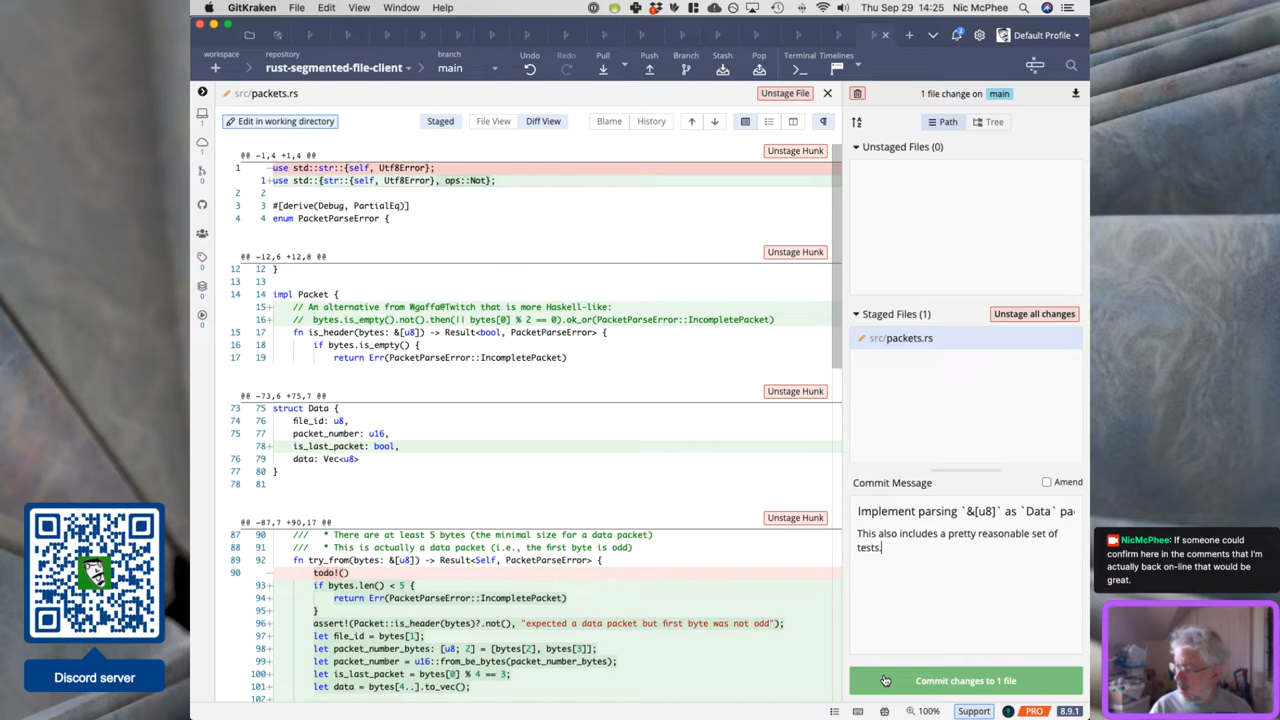 GitKraken File Edit View Window Help
Thu Sep 29 14:25 Nic McPhee
2
Default Profile
workspace
repository
rust-segmented-file-client
branch
main
Undo
Redo
Pull
Push
Branch
Stash
Pop
Terminal
Timelines
src/packets.rs
Unstage File
Edit in working directory
Staged
File View
Diff View
Blame
History
@@ -1,4 +1,4 @@
Unstage Hunk
1 -use std::str::{self, Utf8Error};
1+use std::{str::{self, Utf8Error}, ops::Not};
2 2
3 3 #[derive(Debug, PartialEq)]
4 4 enum PacketParseError {
@@ -12,6 +12,8 @@
Unstage Hunk
12 12 }
13 13
14 14 impl Packet {
15+ // An alternative from Wgaffa@Twitch that is more Haskell-like:
16+ // bytes.is_empty().not().then(|| bytes[0] % 2 == 0).ok_or(PacketParseError::IncompletePacket)
15 17 fn is_header(bytes: &[u8]) -> Result<bool, PacketParseError> {
16 18 if bytes.is_empty() {
17 19 return Err(PacketParseError::IncompletePacket)
@@ -73,6 +75,7 @@
Unstage Hunk
73 75 struct Data {
74 76 file_id: u8,
75 77 packet_number: u16,
78+ is_last_packet: bool,
76 79 data: Vec<u8>
77 80 }
78 81
@@ -87,7 +90,17 @@
Unstage Hunk
87 90 /// * There are at least 5 bytes (the minimal size for a data packet)
88 91 /// * This is actually a data packet (i.e., the first byte is odd)
89 92 fn try_from(bytes: &[u8]) -> Result<Self, PacketParseError> {
90 - todo!()
93+ if bytes.len() < 5 {
94+ return Err(PacketParseError::IncompletePacket)
95+ }
96+ assert!(Packet::is_header(bytes)?.not(), "expected a data packet but first byte was not odd");
97+ let file_id = bytes[1];
98+ let packet_number_bytes: [u8; 2] = [bytes[2], bytes[3]];
99+ let packet_number = u16::from_be_bytes(packet_number_bytes);
100+ let is_last_packet = bytes[0] % 4 == 3;
101+ let data = bytes[4..].to_vec();
1
1
0
0
0
0
1 file change on main
Path
Tree
Unstaged Files (0)
Staged Files (1)
Unstage all changes
src/packets.rs
Commit Message
Amend
Implement parsing `&[u8]` as `Data` pac
This also includes a pretty reasonable set of
tests.
Commit changes to 1 file
100%
Support
PRO
8.9.1
NicMcPhee: If someone could
confirm here in the comments that I'm
actually back on-line that would be
great.
Discord server